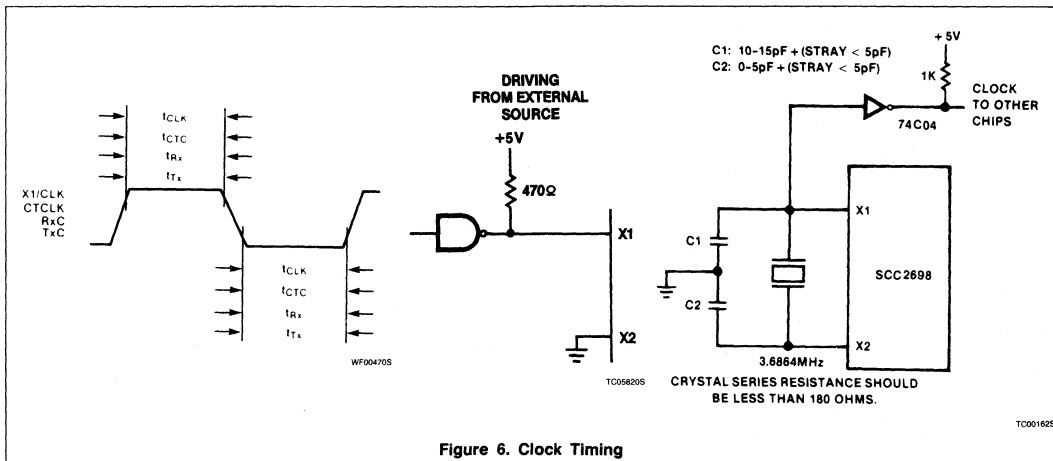 tCLK
tCTC
tRx
tTx
X1/CLK
CTCLK
RxC
TxC
tCLK
tCTC
tRx
tTx
WF00470S
DRIVING
FROM EXTERNAL
SOURCE
+5V
470Ω
X1
X2
TC05820S
C1: 10-15pF + (STRAY < 5pF)
C2: 0-5pF + (STRAY < 5pF)
+ 5V
1K
CLOCK
TO OTHER
CHIPS
74C04
X1
C1
SCC2698
C2
X2
3.6864MHz
CRYSTAL SERIES RESISTANCE SHOULD
BE LESS THAN 180 OHMS.
TC00162S
Figure 6. Clock Timing